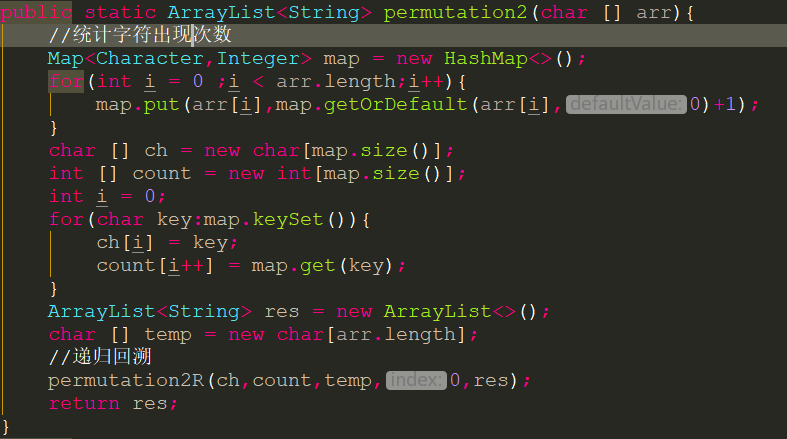 public static ArrayList<String> permutation2(char [] arr){
//统计字符出现次数
Map<Character,Integer> map = new HashMap<>();
for(int i = 0 ;i < arr.length;i++){
map.put(arr[i],map.getOrDefault(arr[i], defaultValue: 0)+1);
}
char [] ch = new char[map.size()];
int [] count = new int[map.size()];
int i = 0;
for(char key:map.keySet()){
ch[i] = key;
count[i++] = map.get(key);
}
ArrayList<String> res = new ArrayList<>();
char [] temp = new char[arr.length];
//递归回溯
permutation2R(ch,count,temp, index: 0,res);
return res;
}